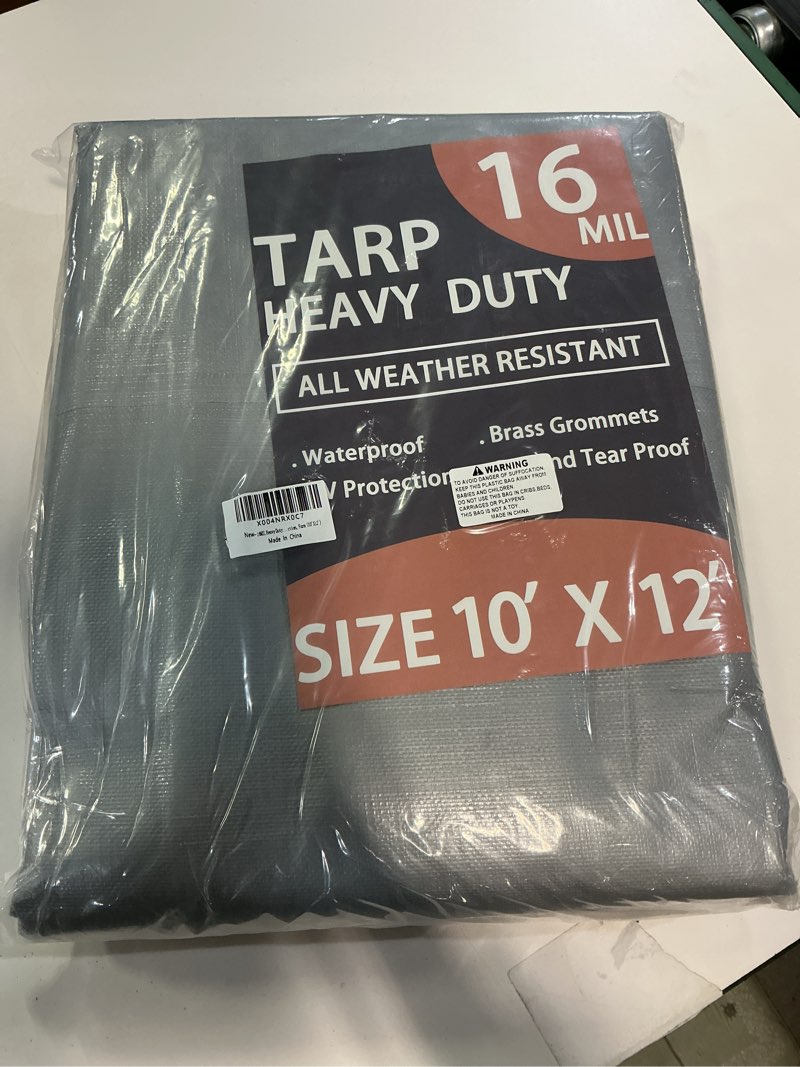 16
MIL
TARP
HEAVY DUTY
ALL WEATHER RESISTANT
. Waterproof
. Brass Grommets
V Protection
nd Tear Proof
X004NRX0C7
New-
Made In China
WARNING
TO AVOID DANGER OF SUFFOCATION,
KEEP THIS PLASTIC BAG AWAY FROM
BABIES AND CHILDREN.
DO NOT USE THIS BAG IN CRIBS,BEDS,
CARRIAGES OR PLAYPENS.
THIS BAG IS NOT A TOY.
MADE IN CHINA
SIZE 10′ X 12′